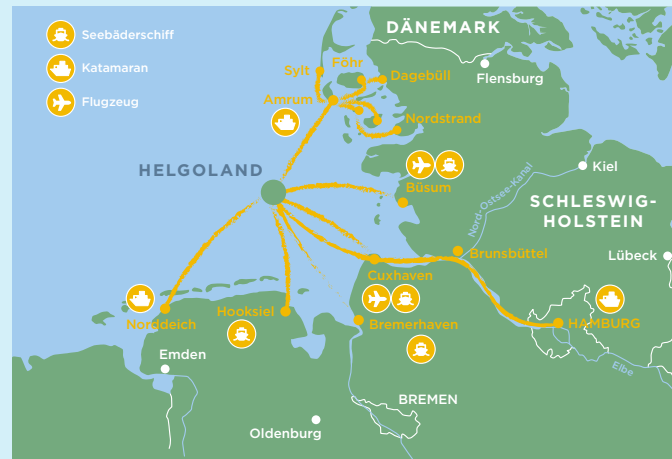 Seebäderschiff
Katamaran
Flugzeug
DÄNEMARK
Sylt
Föhr
Dagebüll
Flensburg
Amrum
Nordstrand
HELGOLAND
Büsum
Kiel
Nord-Ostsee-Kanal
SCHLESWIG-
HOLSTEIN
Brunsbüttel
Lübeck
Cuxhaven
Norddeich
Hooksiel
Bremerhaven
HAMBURG
Emden
Elbe
BREMEN
Oldenburg